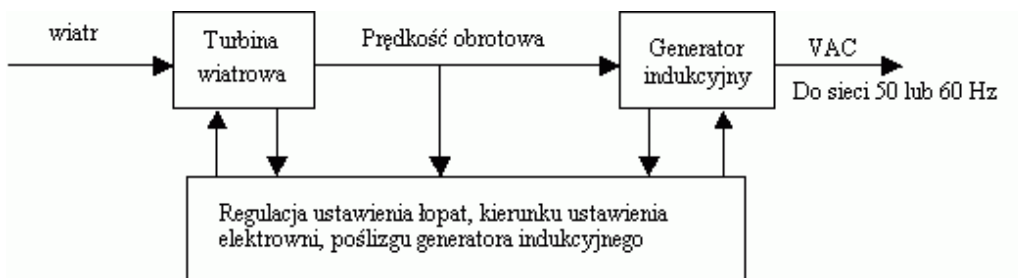 wiatr
Turbina
wiatrowa
Prędkość obrotowa
Generator
indukcyjny
VAC
Do sieci 50 lub 60 Hz
Regulacja ustawienia łopat, kierunku ustawienia
elektrowni, poślizgu generatora indukcyjnego